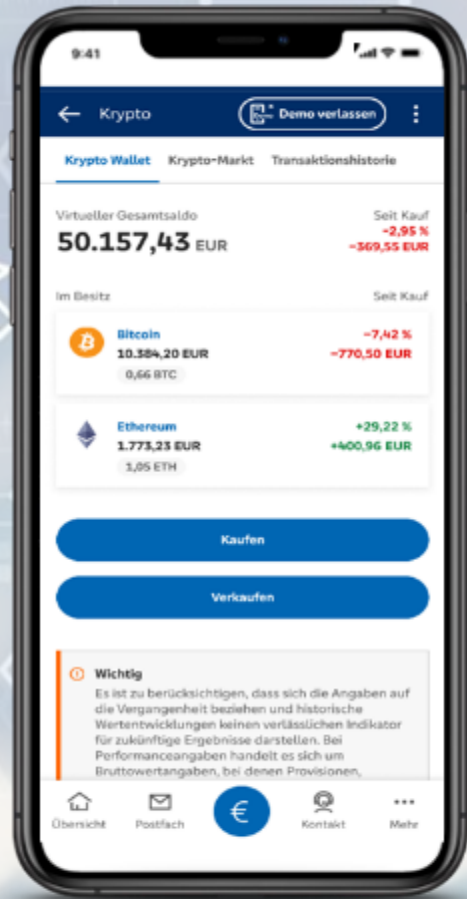 9:41
Krypto
Demo verlassen
Krypto Wallet Krypto-Markt Transaktionshistorie
Virtueller Gesamtsaldo Seit Kauf
50.157,43 EUR -2,95 %
-369,55 EUR
Im Besitz Seit Kauf
Bitcoin -7,42 %
10.384,20 EUR -770,50 EUR
0,66 BTC
Ethereum +29,22 %
1.773,23 EUR +400,96 EUR
1,05 ETH
Kaufen
Verkaufen
Wichtig
Es ist zu berücksichtigen, dass sich die Angaben auf
die Vergangenheit beziehen und historische
Wertentwicklungen keinen verlässlichen Indikator
für zukünftige Ergebnisse darstellen. Bei
Performanceangaben handelt es sich um
Bruttowertangaben, bei denen Provisionen,
€
Übersicht Postfach Kontakt Mehr